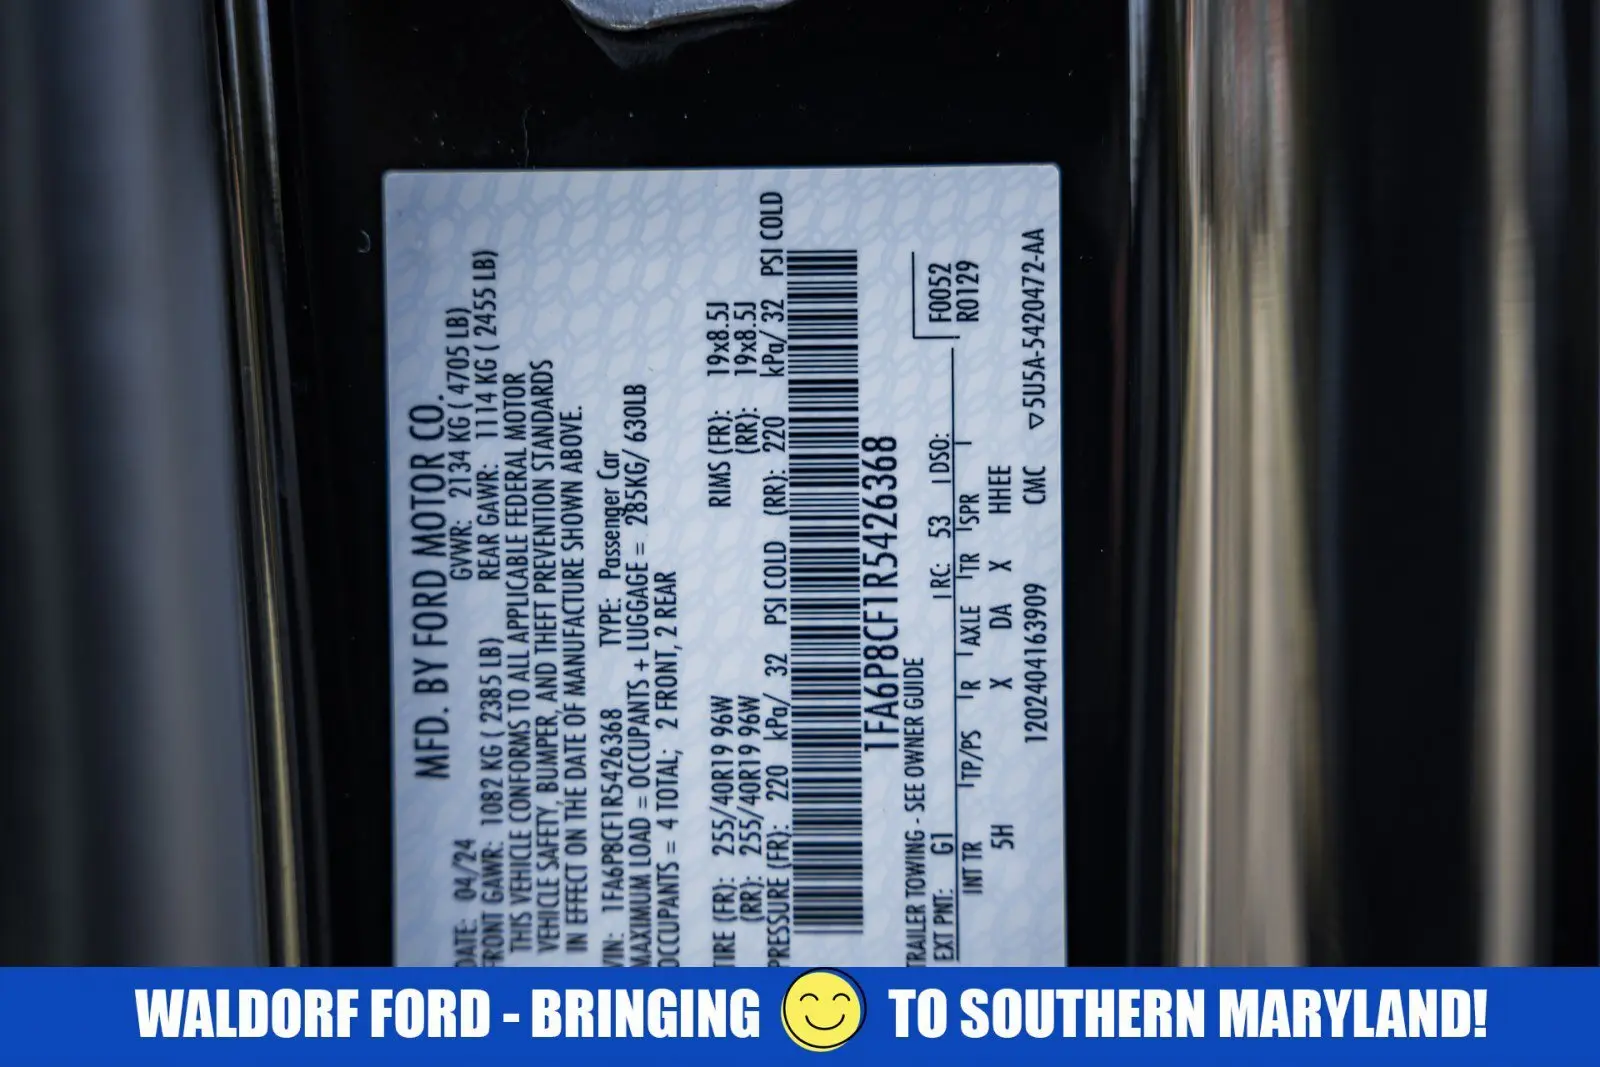 MFD. BY FORD MOTOR CO.
DATE: 04/24 GVWR: 2134 KG ( 4705 LB)
FRONT GAWR: 1082 KG ( 2385 LB) REAR GAWR: 1114 KG ( 2455 LB)
THIS VEHICLE CONFORMS TO ALL APPLICABLE FEDERAL MOTOR
VEHICLE SAFETY, BUMPER, AND THEFT PREVENTION STANDARDS
IN EFFECT ON THE DATE OF MANUFACTURE SHOWN ABOVE.
VIN: 1FA6P8CF1R5426368 TYPE: Passenger Car
MAXIMUM LOAD = OCCUPANTS + LUGGAGE = 285KG/ 630LB
OCCUPANTS = 4 TOTAL; 2 FRONT, 2 REAR
TIRE (FR): 255/40R19 96W RIMS (FR): 19x8.5J
(RR): 255/40R19 96W (RR): 19x8.5J
PRESSURE (FR): 220 kPa/ 32 PSI COLD (RR): 220 kPa/ 32 PSI COLD
1FA6P8CF1R5426368
TRAILER TOWING - SEE OWNER GUIDE
F0052
EXT PNT: G1 RC: 53 DSO: R0129
INT TR TP/PS R AXLE TR SPR
5H X DA X HHEE
1202404163909 CMC ▽5U5A-5420472-AA
WALDORF FORD - BRINGING 😊 TO SOUTHERN MARYLAND!